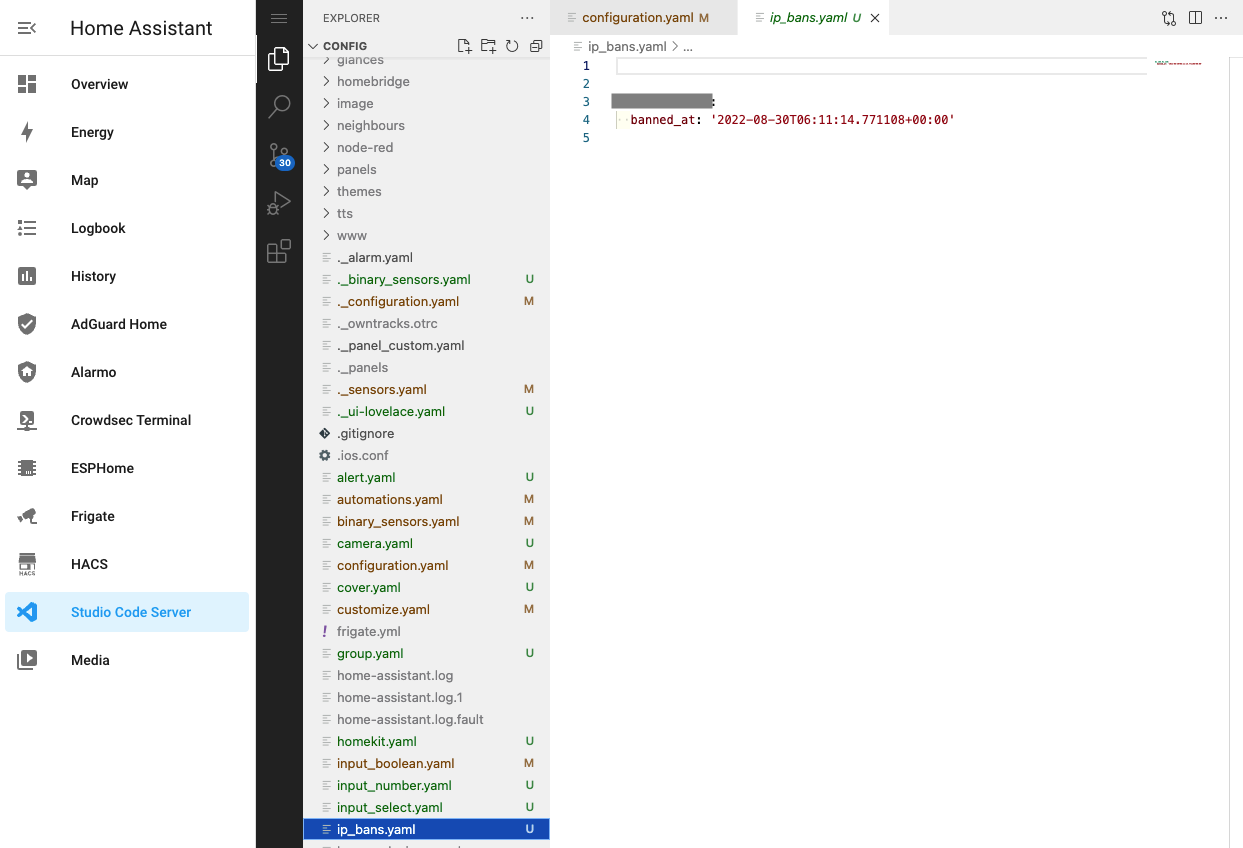 Home Assistant
Overview
Energy
Map
Logbook
History
AdGuard Home
Alarmo
Crowdsec Terminal
ESPHome
Frigate
HACS
HACS
Studio Code Server
Media
30
EXPLORER
CONFIG
glances
homebridge
image
neighbours
node-red
panels
themes
tts
www
._alarm.yaml
._binary_sensors.yaml U
._configuration.yaml M
._owntracks.otrc
._panel_custom.yaml
._panels
._sensors.yaml M
._ui-lovelace.yaml U
.gitignore
.ios.conf
alert.yaml U
automations.yaml M
binary_sensors.yaml M
camera.yaml U
configuration.yaml M
cover.yaml U
customize.yaml M
! frigate.yml
group.yaml U
home-assistant.log
home-assistant.log.1
home-assistant.log.fault
homekit.yaml U
input_boolean.yaml M
input_number.yaml U
input_select.yaml U
ip_bans.yaml U
configuration.yaml M
ip_bans.yaml U
ip_bans.yaml > ...
1
2
3 :
4 banned_at: '2022-08-30T06:11:14.771108+00:00'
5